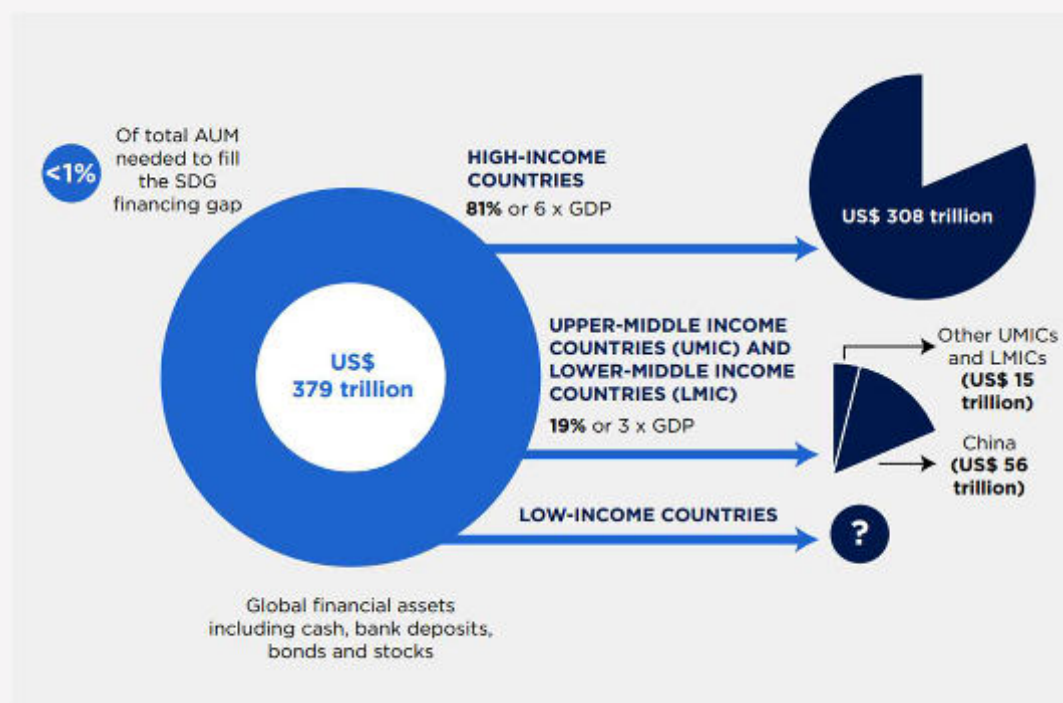 <1%
Of total AUM
needed to fill
the SDG
financing gap
US$
379 trillion
Global financial assets
including cash, bank deposits,
bonds and stocks
HIGH-INCOME
COUNTRIES
81% or 6 x GDP
US$ 308 trillion
UPPER-MIDDLE INCOME
COUNTRIES (UMIC) AND
LOWER-MIDDLE INCOME
COUNTRIES (LMIC)
19% or 3 x GDP
Other UMICs
and LMICs
(US$ 15
trillion)
China
(US$ 56
trillion)
LOW-INCOME COUNTRIES
?